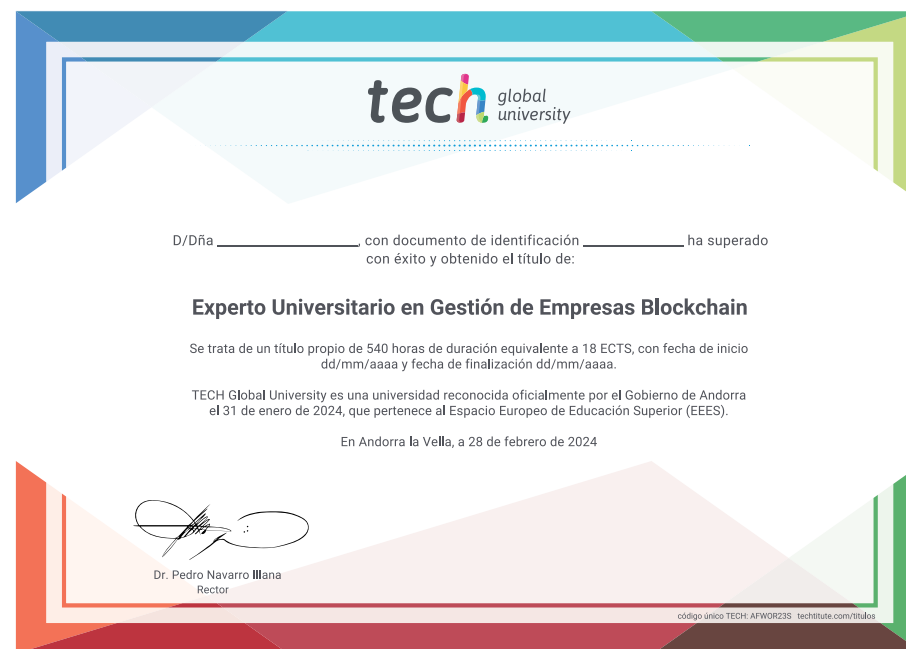 tech global university
D/Dña ____________________, con documento de identificación ______________ ha superado
con éxito y obtenido el título de:
Experto Universitario en Gestión de Empresas Blockchain
Se trata de un título propio de 540 horas de duración equivalente a 18 ECTS, con fecha de inicio
dd/mm/aaaa y fecha de finalización dd/mm/aaaa.
TECH Global University es una universidad reconocida oficialmente por el Gobierno de Andorra
el 31 de enero de 2024, que pertenece al Espacio Europeo de Educación Superior (EEES).
En Andorra la Vella, a 28 de febrero de 2024
Dr. Pedro Navarro Illana
Rector
código único TECH: AFWOR23S techtitute.com/titulos